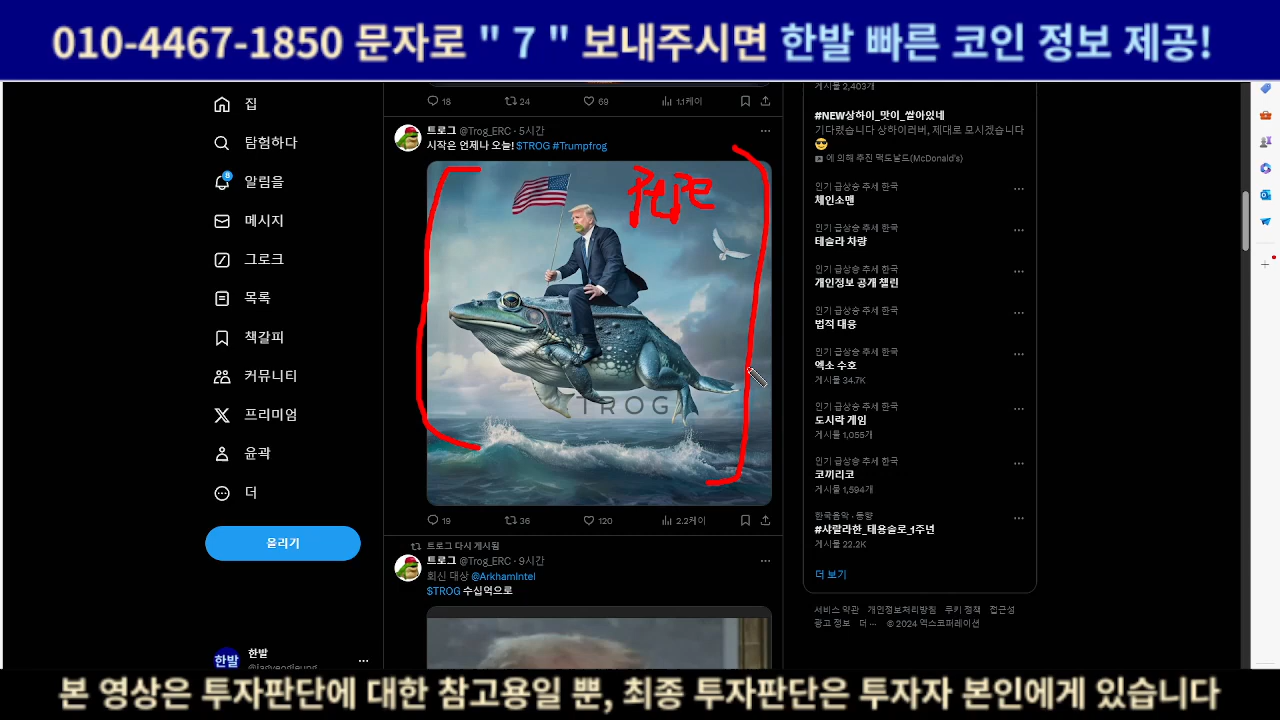 010-4467-1850 문자로 " 7 " 보내주시면 한발 빠른 코인 정보 제공!
집
탐험하다
8
알림을
메시지
그로크
목록
책갈피
커뮤니티
프리미엄
윤곽
더
올리기
한발
한발
18
24
69
1.1케이
트로그 @Trog_ERC · 5시간
시작은 언제나 오늘! $TROG #Trumpfrog
TROG
19
36
120
2.2케이
트로그 다시 게시됨
트로그 @Trog_ERC · 9시간
회신 대상 @ArkhamIntel
$TROG 수십억으로
게시물 2,403개
#NEW상하이_맛이_쌀아있네
기다렸습니다 상하이러버, 제대로 모시겠습니다
😎
에 의해 추진 맥도날드(McDonald's)
인기 급상승 추세 한국
체인소맨
인기 급상승 추세 한국
테슬라 차량
인기 급상승 추세 한국
개인정보 공개 챌린
인기 급상승 추세 한국
법적 대응
인기 급상승 추세 한국
엑소 수호
게시물 34.7K
인기 급상승 추세 한국
도시락 게임
게시물 1,055개
인기 급상승 추세 한국
코끼리코
게시물 1,594개
한국음악 · 동향
#샤랄라한_태용슬로_1주년
게시물 22.2K
더 보기
서비스 약관 개인정보처리방침 쿠키 정책 접근성
광고 정보 더 ··· © 2024 엑스코퍼레이션
본 영상은 투자판단에 대한 참고용일 뿐, 최종 투자판단은 투자자 본인에게 있습니다